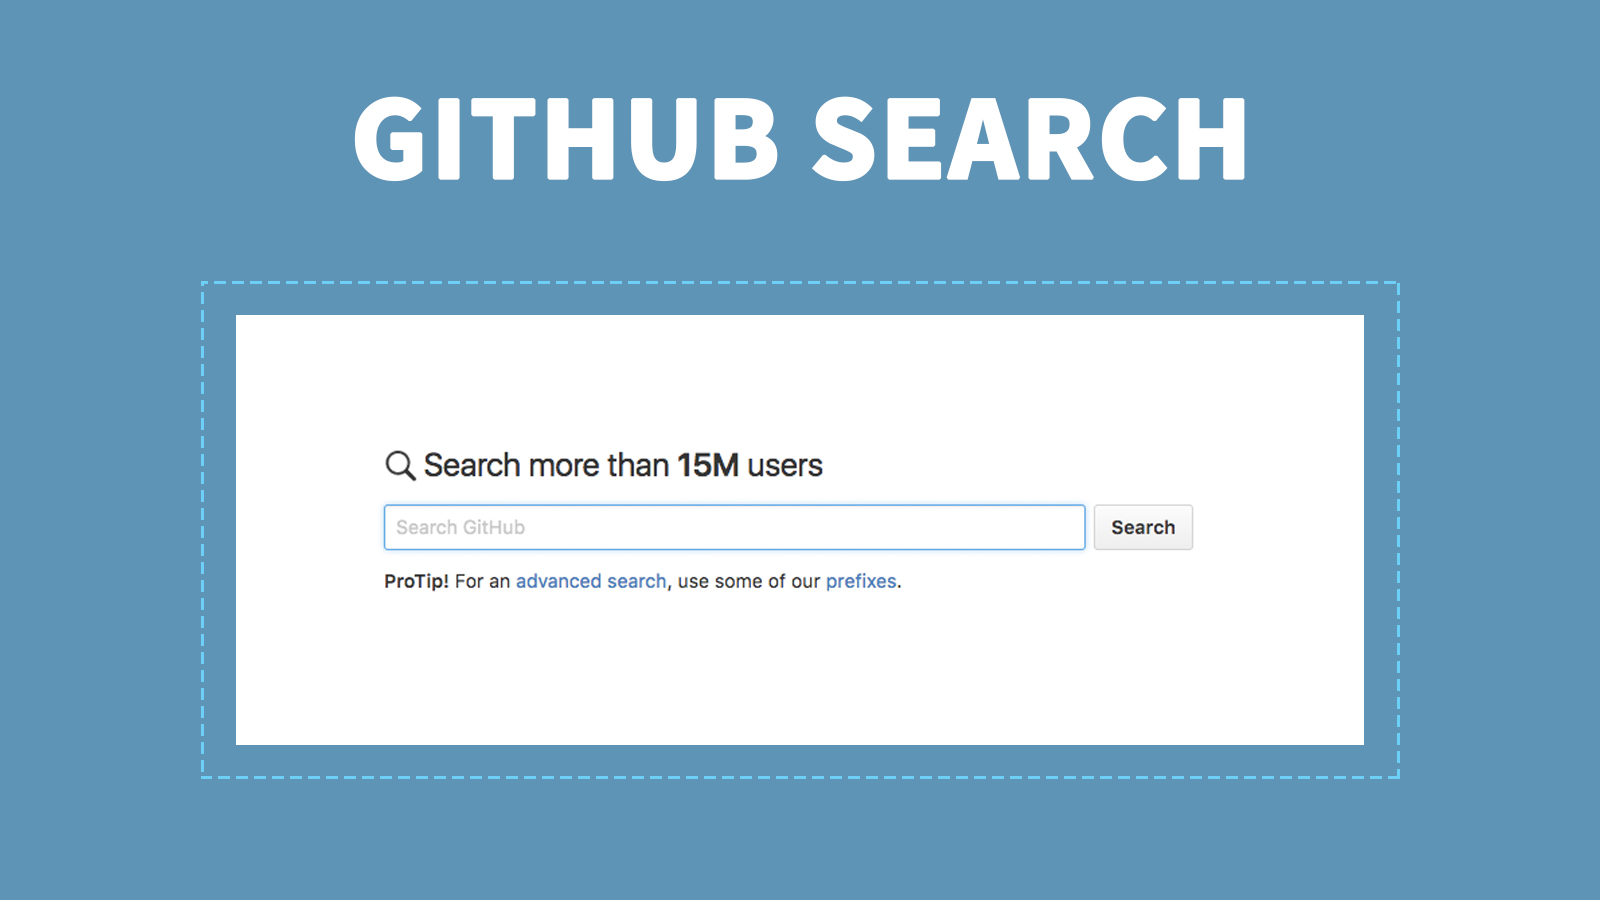 GITHUB SEARCH
Search more than 15M users
Search GitHub
Search
ProTip! For an advanced search, use some of our prefixes.